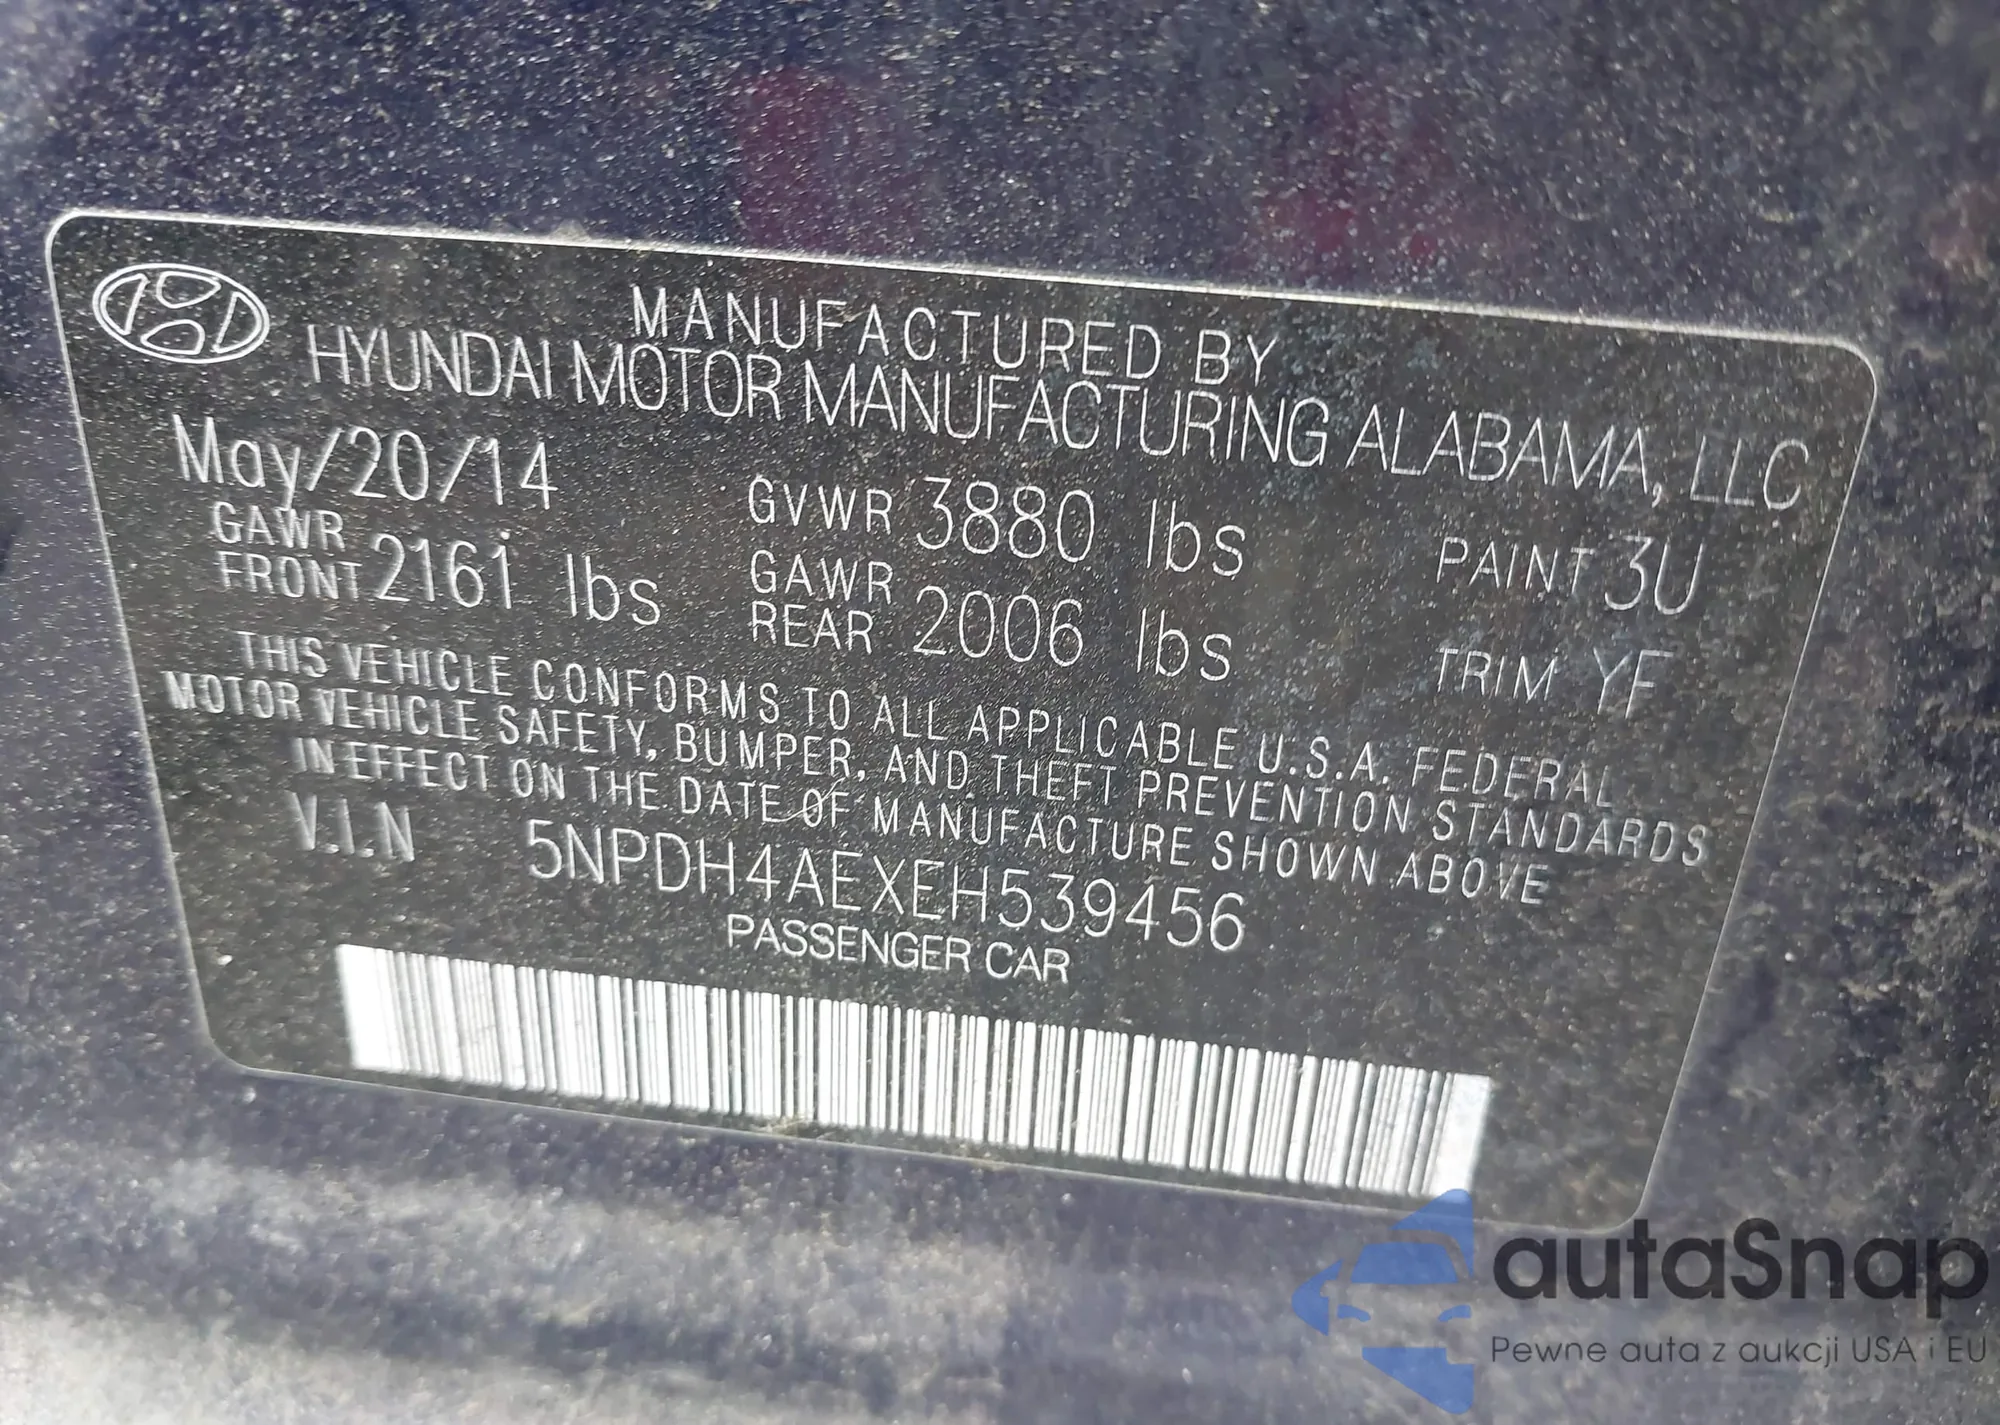 MANUFACTURED BY
HYUNDAI MOTOR MANUFACTURING ALABAMA, LLC
May/20/14 GVWR 3880 lbs PAINT 3U
GAWR FRONT 2161 lbs GAWR REAR 2006 lbs TRIM YF
THIS VEHICLE CONFORMS TO ALL APPLICABLE U.S.A. FEDERAL
MOTOR VEHICLE SAFETY, BUMPER, AND THEFT PREVENTION STANDARDS
IN EFFECT ON THE DATE OF MANUFACTURE SHOWN ABOVE
V.I.N 5NPDH4AEXEH539456
PASSENGER CAR
autaSnap
Pewne auta z aukcji USA i EU